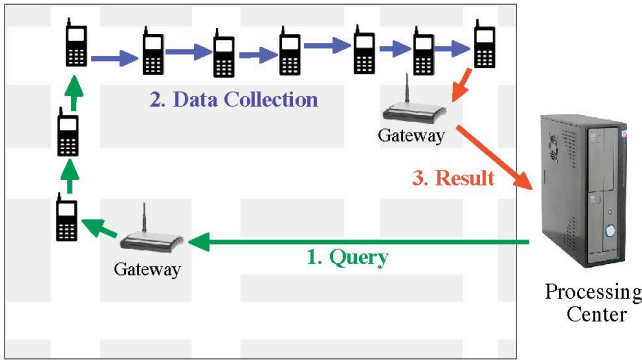 2. Data Collection
Gateway
3. Result
Gateway
1. Query
Processing
Center